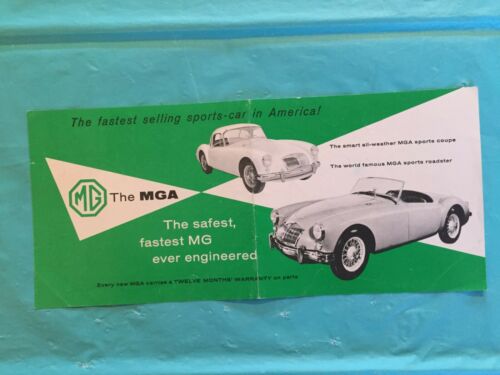 The fastest selling sports-car in America!
The smart all-weather MGA sports coupe
The world famous MGA sports roadster
MG The MGA
The safest,
fastest MG
ever engineered
Every new MGA carries a TWELVE MONTHS' WARRANTY on parts